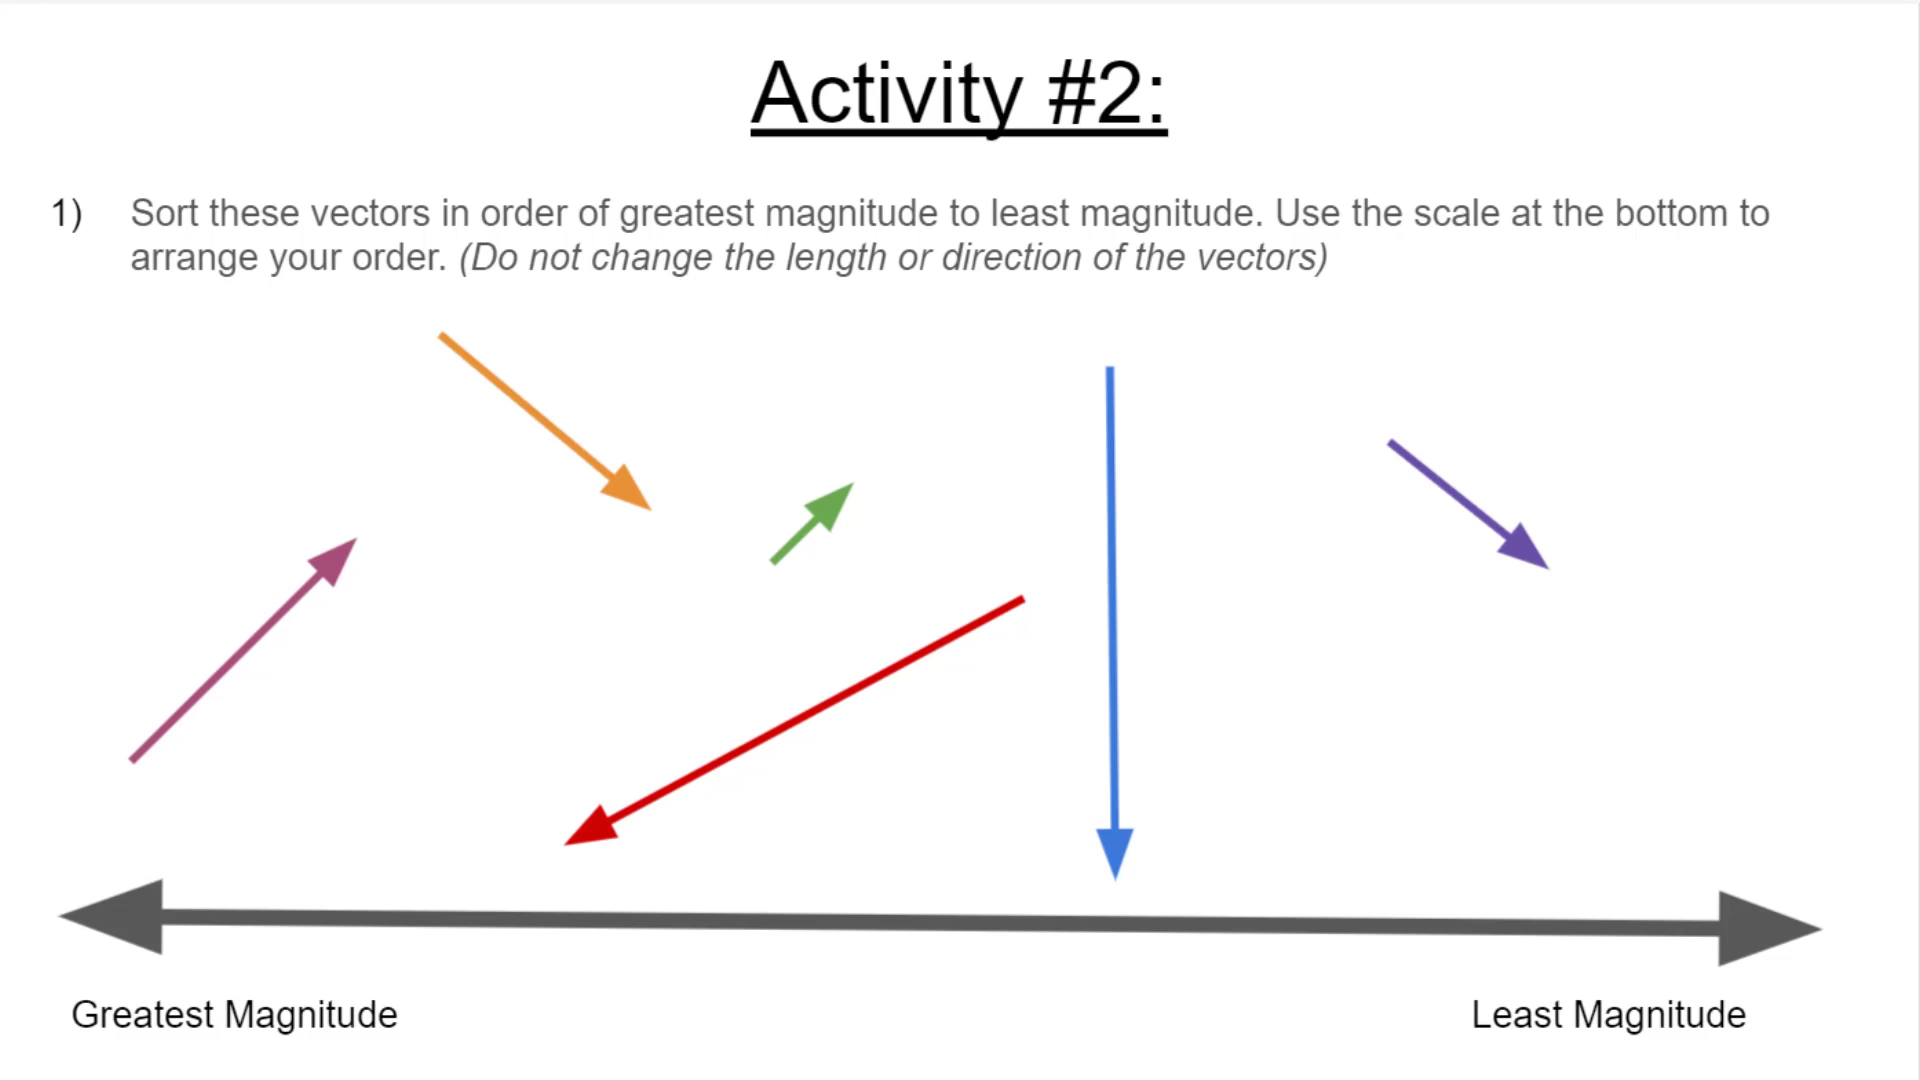 Activity #2:
1) Sort these vectors in order of greatest magnitude to least magnitude. Use the scale at the bottom to
arrange your order. (Do not change the length or direction of the vectors)
Greatest Magnitude
Least Magnitude